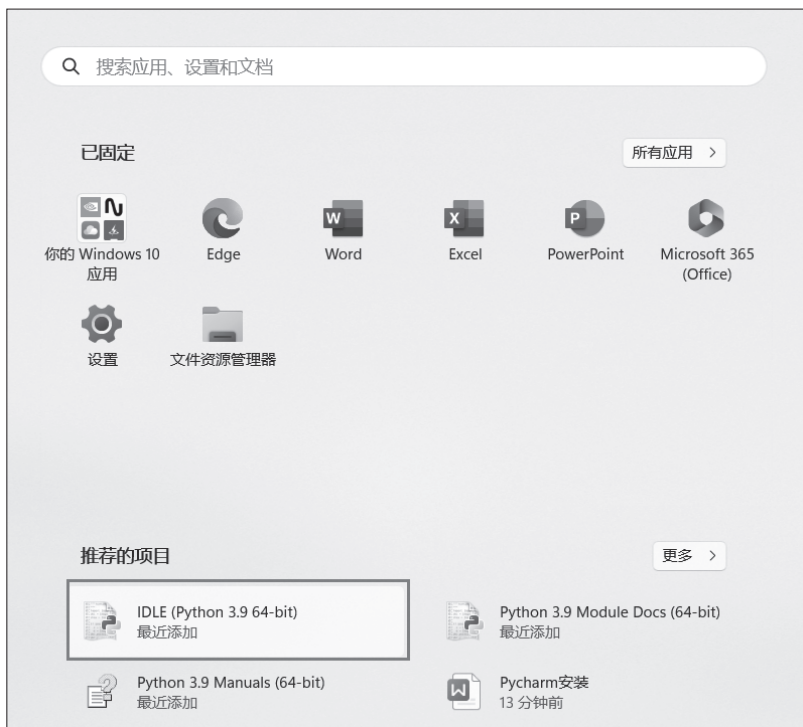 搜索应用、设置和文档
已固定
所有应用 >
你的 Windows 10
应用
Edge
Word
Excel
PowerPoint
Microsoft 365
(Office)
设置
文件资源管理器
推荐的项目
更多 >
IDLE (Python 3.9 64-bit)
最近添加
Python 3.9 Module Docs (64-bit)
最近添加
Python 3.9 Manuals (64-bit)
最近添加
Pycharm安装
13 分钟前